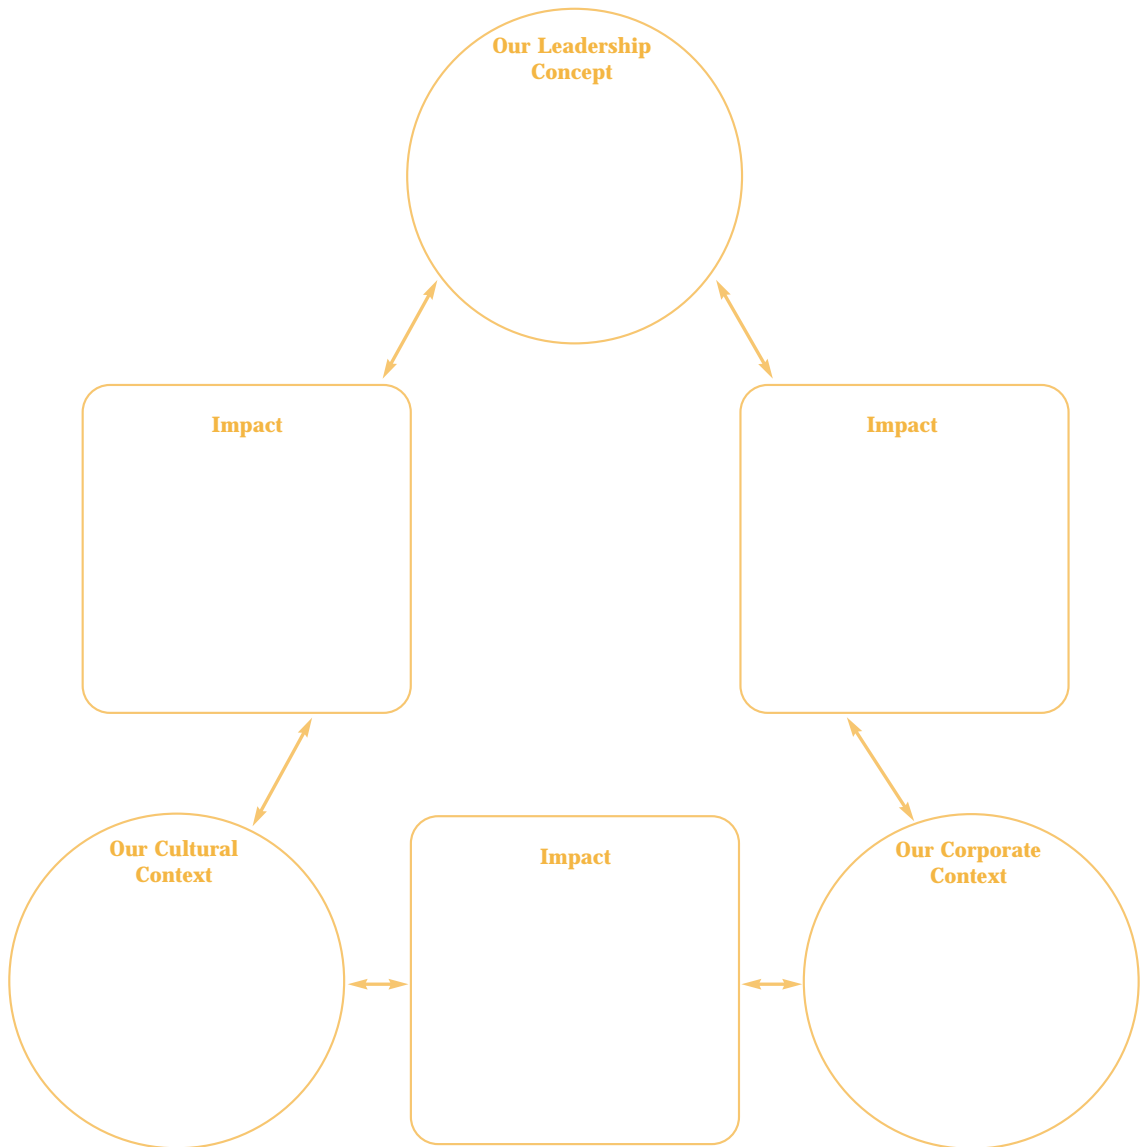 Our Leadership
Concept
Impact
Impact
Our Cultural
Context
Impact
Our Corporate
Context